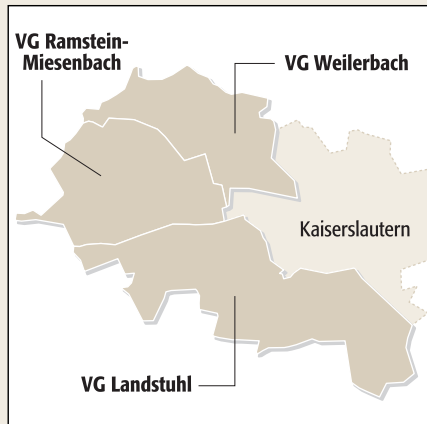 VG Ramstein-
Miesenbach
VG Weilerbach
Kaiserslautern
VG Landstuhl